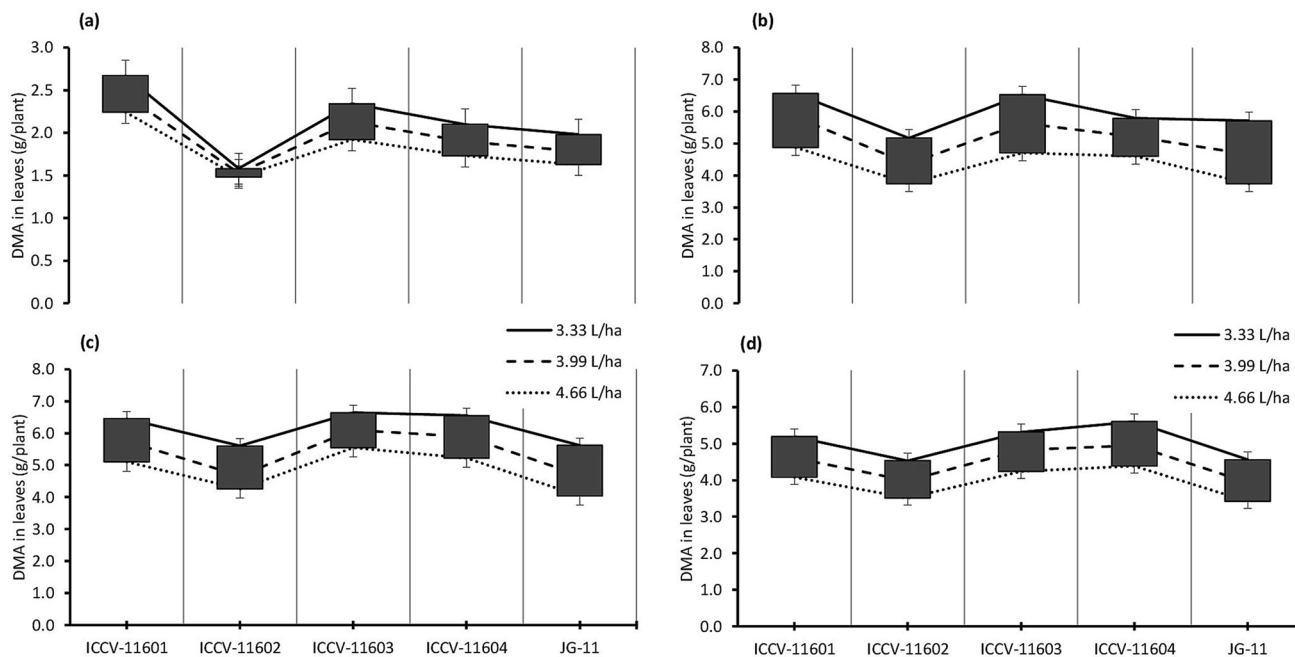 (a)
3.0
2.5
2.0
1.5
1.0
0.5
0.0
DMA in leaves (g/plant)
(b)
8.0
7.0
6.0
5.0
4.0
3.0
2.0
1.0
0.0
DMA in leaves (g/plant)
(c)
3.33 L/ha
3.99 L/ha
4.66 L/ha
8.0
7.0
6.0
5.0
4.0
3.0
2.0
1.0
0.0
DMA in leaves (g/plant)
ICCV-11601 ICCV-11602 ICCV-11603 ICCV-11604 JG-11
(d)
3.33 L/ha
3.99 L/ha
4.66 L/ha
7.0
6.0
5.0
4.0
3.0
2.0
1.0
0.0
DMA in leaves (g/plant)
ICCV-11601 ICCV-11602 ICCV-11603 ICCV-11604 JG-11